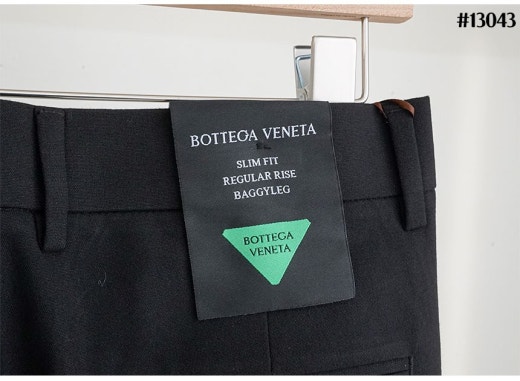 #13043
BOTTEGA VENETA
SLIM FIT
REGULAR RISE
BAGGYLEG
BOTTEGA
VENETA